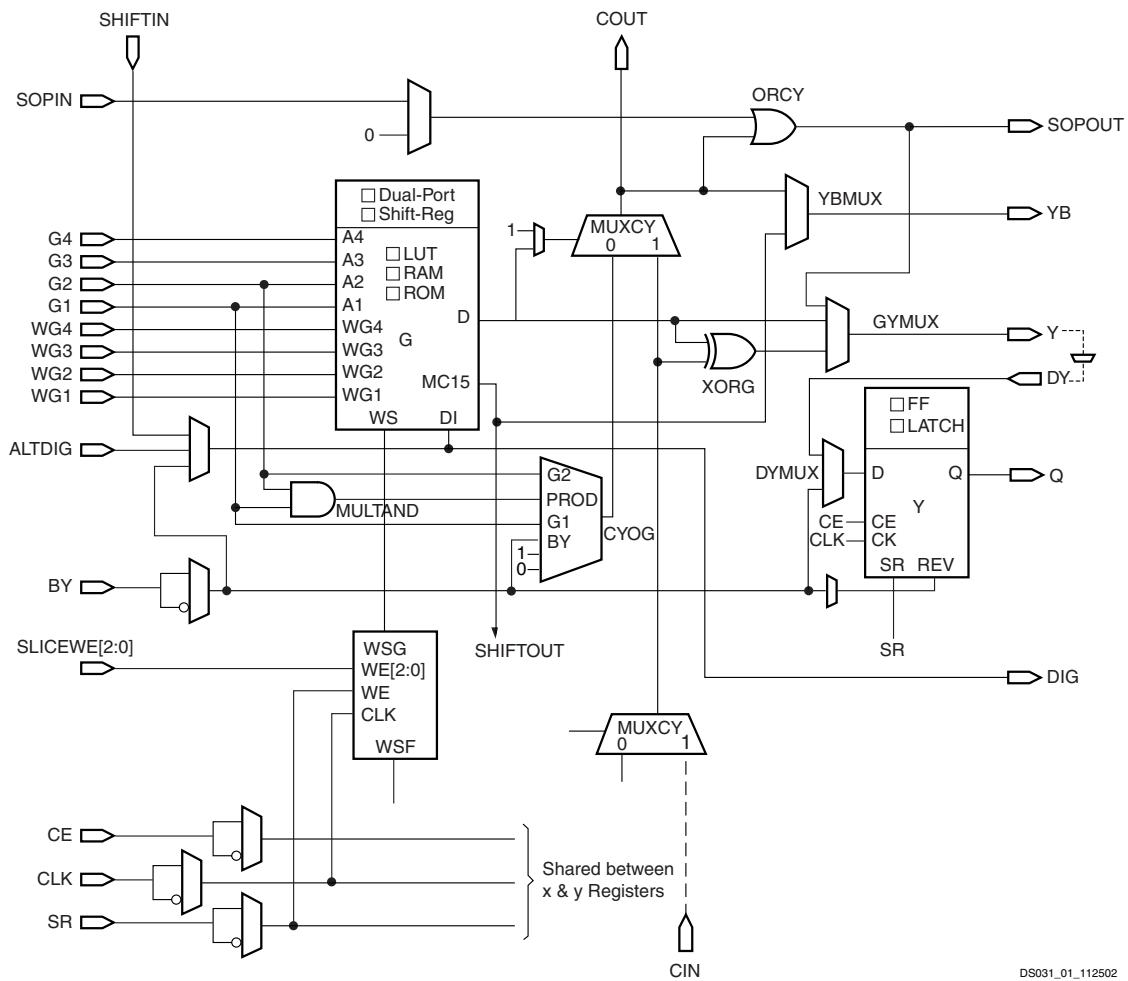 SHIFTIN
COUT
SOPIN
0
ORCY
SOPOUT
Dual-Port
Shift-Reg
YBMUX
YB
MUXCY
0 1
1
G4
G3
G2
G1
WG4
WG3
WG2
WG1
A4
A3
A2
A1
WG4
WG3
WG2
WG1
LUT
RAM
ROM
G
D
MC15
WS
DI
GYMUX
Y
DY
XORG
FF
LATCH
DYMUX
D
Q
Q
Y
CE
CE
CLK
CK
SR
REV
SR
ALTDIG
MULTAND
G2
PROD
G1
BY
1
0
CYOG
BY
SHIFTOUT
SLICEWE[2:0]
WSG
WE[2:0]
WE
CLK
WSF
DIG
MUXCY
0 1
CE
CLK
SR
Shared between
x & y Registers
CIN
DS031_01_112502